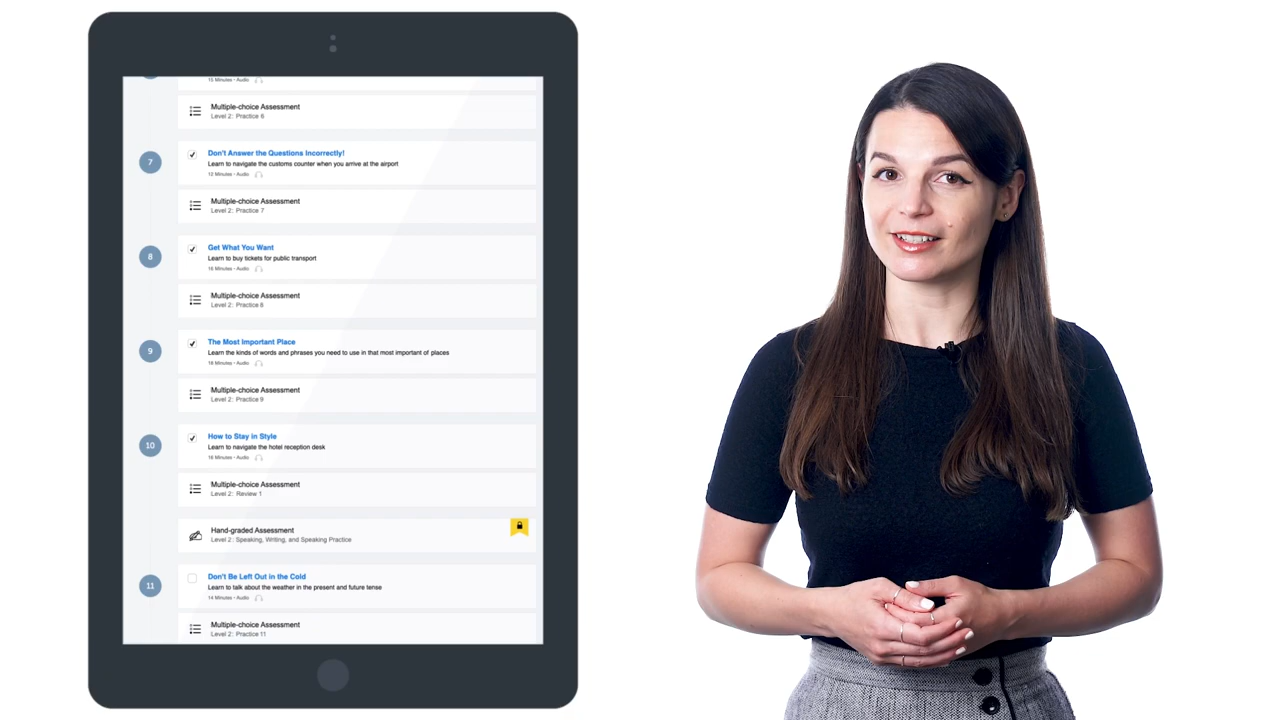 15 Minutes • Audio
Multiple-choice Assessment
Level 2: Practice 6
7
Don't Answer the Questions Incorrectly!
Learn to navigate the customs counter when you arrive at the airport
12 Minutes • Audio
Multiple-choice Assessment
Level 2: Practice 7
8
Get What You Want
Learn to buy tickets for public transport
16 Minutes • Audio
Multiple-choice Assessment
Level 2: Practice 8
9
The Most Important Place
Learn the kinds of words and phrases you need to use in that most important of places
18 Minutes • Audio
Multiple-choice Assessment
Level 2: Practice 9
10
How to Stay in Style
Learn to navigate the hotel reception desk
16 Minutes • Audio
Multiple-choice Assessment
Level 2: Review 1
Hand-graded Assessment
Level 2: Speaking, Writing, and Speaking Practice
11
Don't Be Left Out in the Cold
Learn to talk about the weather in the present and future tense
14 Minutes • Audio
Multiple-choice Assessment
Level 2: Practice 11